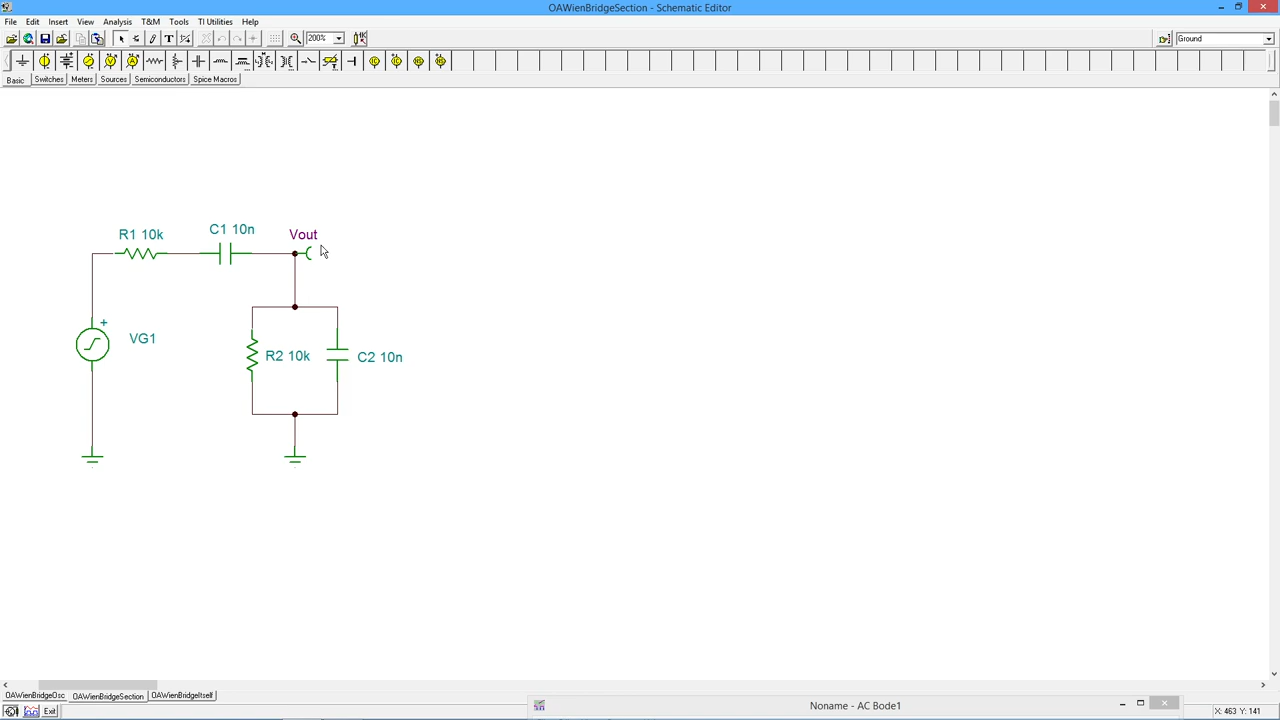 OAWienBridgeSection - Schematic Editor
File Edit Insert View Analysis T&M Tools TI Utilities Help
200% Ground
Basic Switches Meters Sources Semiconductors Spice Macros
R1 10k C1 10n Vout
+
VG1
R2 10k C2 10n
OAWienBridgeOsc OAWienBridgeSection OAWienBridgeItself
Noname - AC Bode1
Exit X: 463 Y: 141